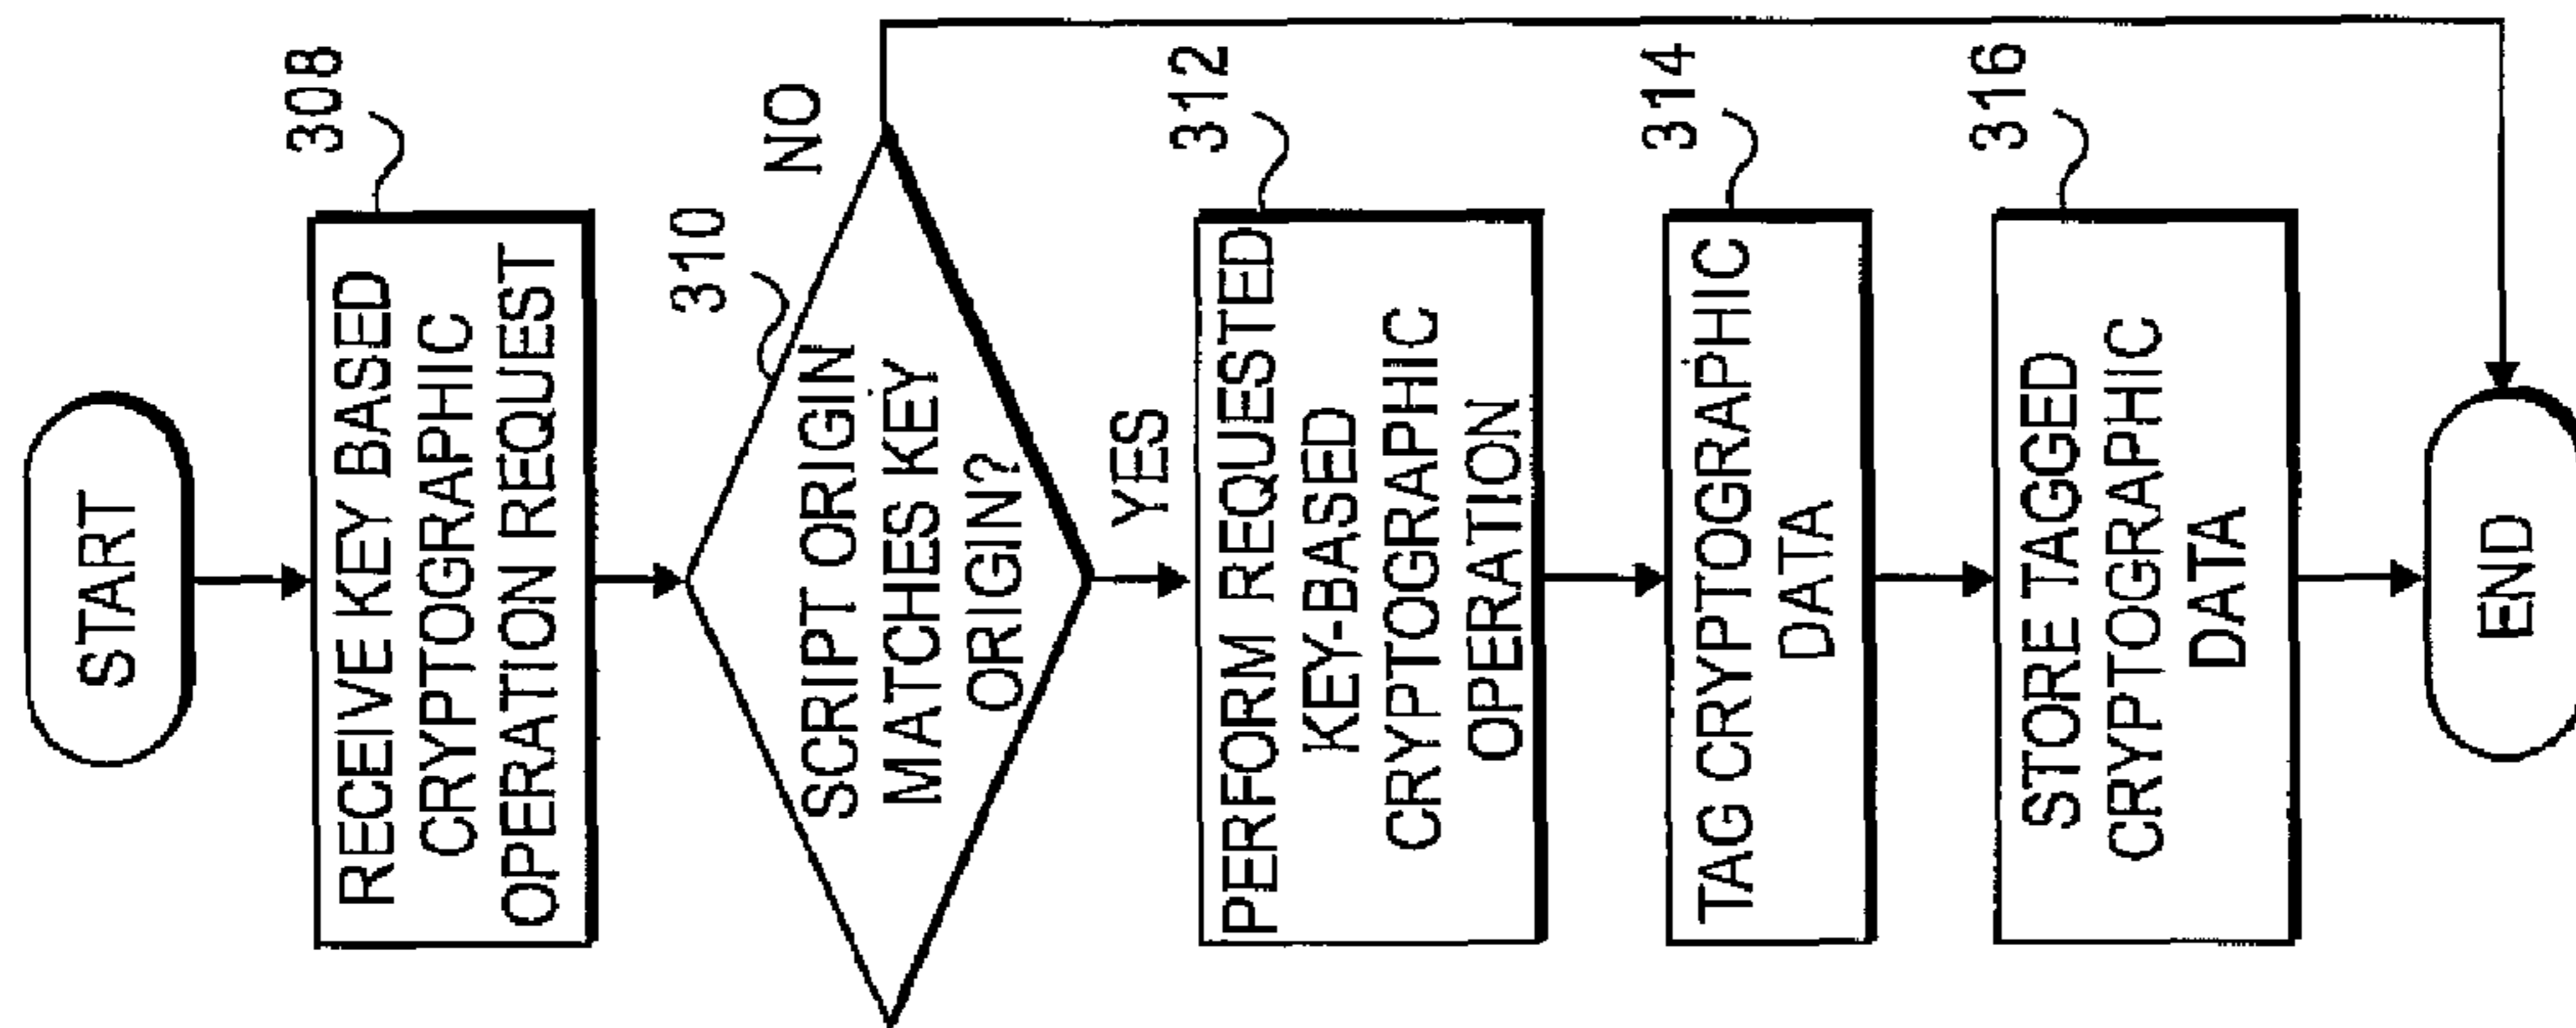 START
308
RECEIVE KEY BASED
CRYPTOGRAPHIC
OPERATION REQUEST
310
SCRIPT ORIGIN
MATCHES KEY
ORIGIN?
NO
YES
312
PERFORM REQUESTED
KEY-BASED
CRYPTOGRAPHIC
OPERATION
314
TAG CRYPTOGRAPHIC
DATA
316
STORE TAGGED
CRYPTOGRAPHIC
DATA
END